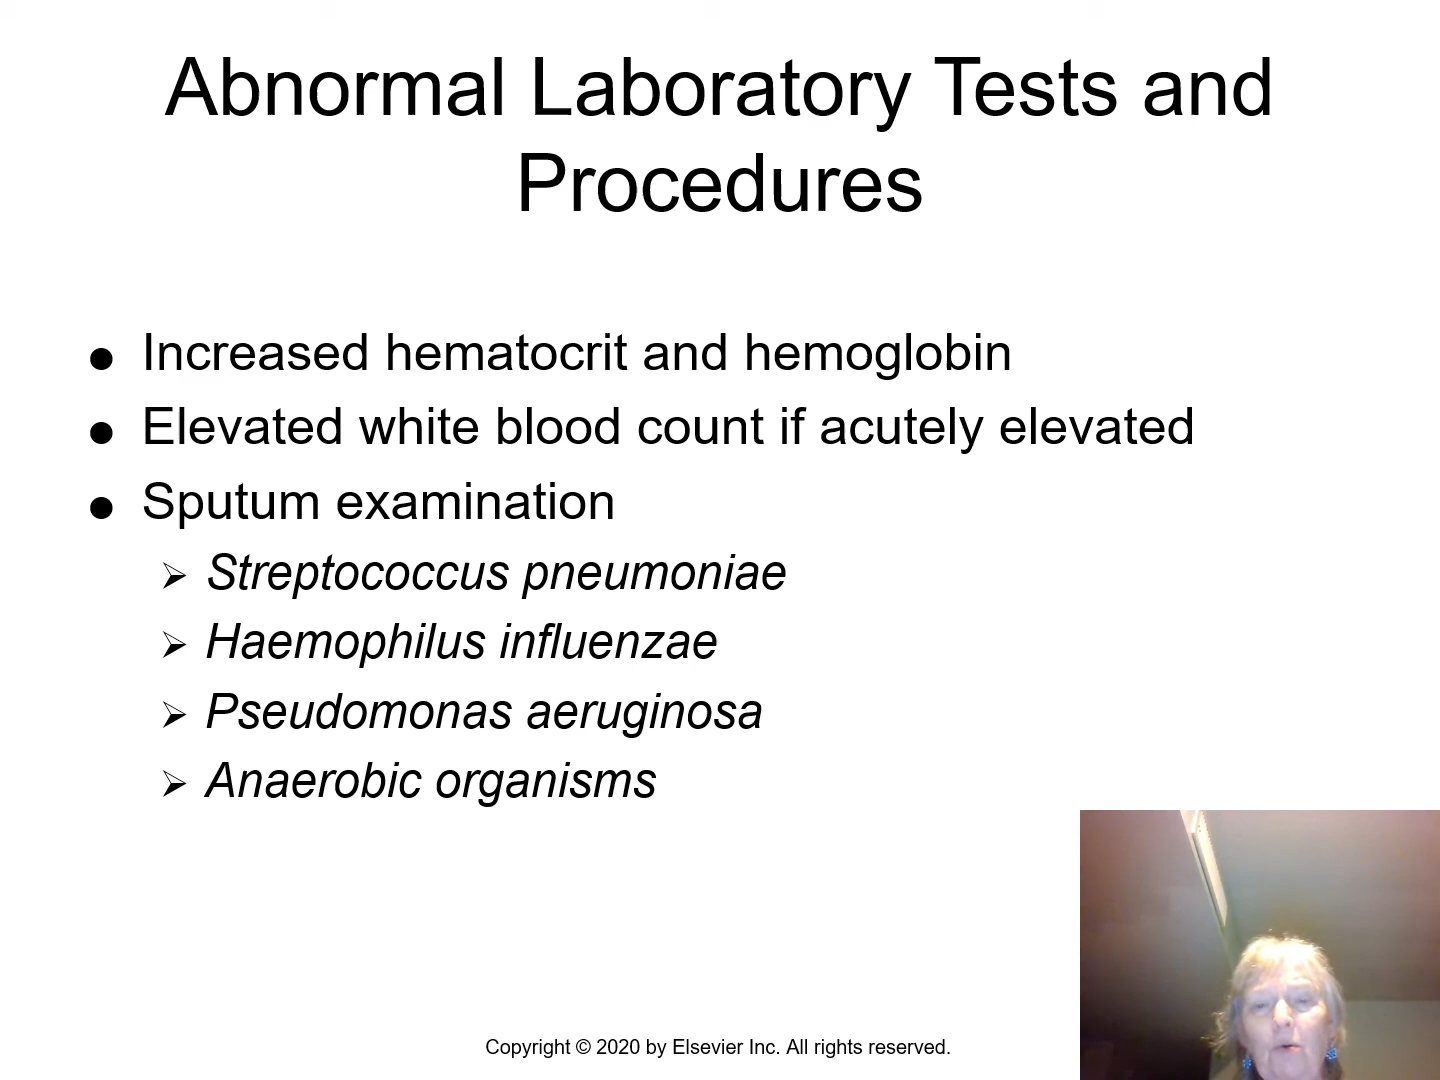 Abnormal Laboratory Tests and
Procedures
● Increased hematocrit and hemoglobin
● Elevated white blood count if acutely elevated
● Sputum examination
➢ Streptococcus pneumoniae
➢ Haemophilus influenzae
➢ Pseudomonas aeruginosa
➢ Anaerobic organisms
Copyright © 2020 by Elsevier Inc. All rights reserved.